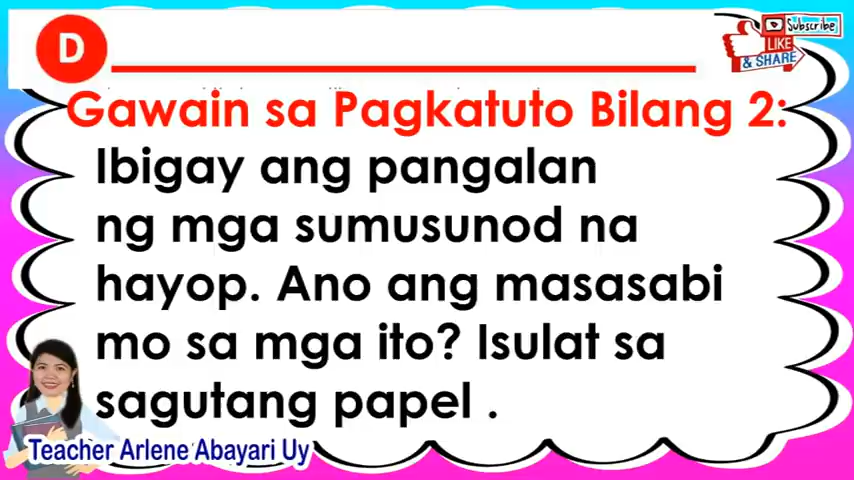 D
Subscribe
LIKE
& SHARE
Gawain sa Pagkatuto Bilang 2:
Ibigay ang pangalan
ng mga sumusunod na
hayop. Ano ang masasabi
mo sa mga ito? Isulat sa
sagutang papel .
Teacher Arlene Abayari Uy